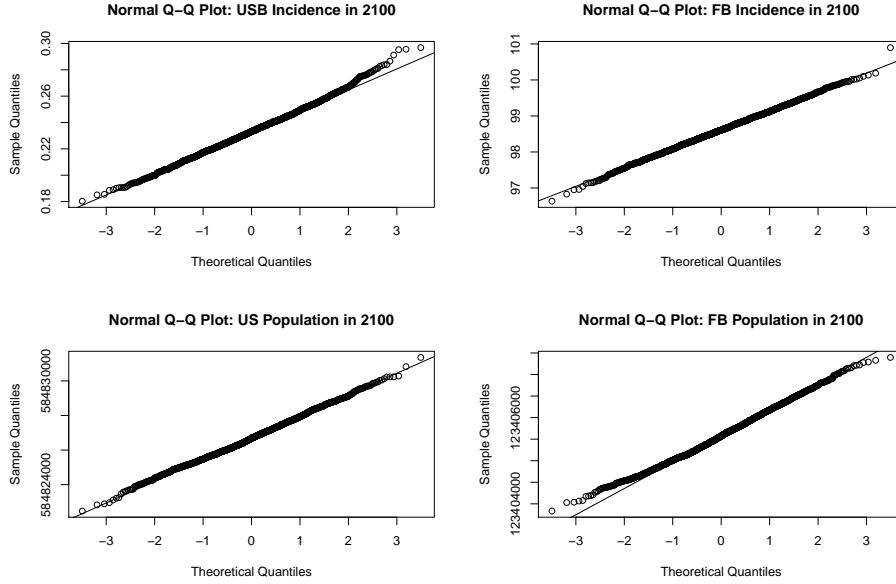 Normal Q−Q Plot: USB Incidence in 2100
Sample Quantiles
0.30
0.26
0.22
0.18
−3 −2 −1 0 1 2 3
Theoretical Quantiles
Normal Q−Q Plot: FB Incidence in 2100
Sample Quantiles
101
100
99
98
97
−3 −2 −1 0 1 2 3
Theoretical Quantiles
Normal Q−Q Plot: US Population in 2100
Sample Quantiles
584830000
584824000
−3 −2 −1 0 1 2 3
Theoretical Quantiles
Normal Q−Q Plot: FB Population in 2100
Sample Quantiles
123406000
123404000
−3 −2 −1 0 1 2 3
Theoretical Quantiles